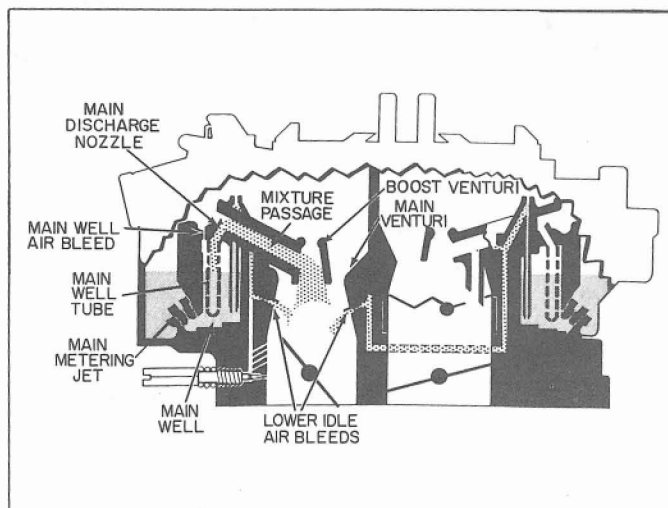 MAIN
DISCHARGE
NOZZLE
MIXTURE
PASSAGE
BOOST VENTURI
MAIN
VENTURI
MAIN WELL
AIR BLEED
MAIN
WELL
TUBE
MAIN
METERING
JET
MAIN
WELL
LOWER IDLE
AIR BLEEDS